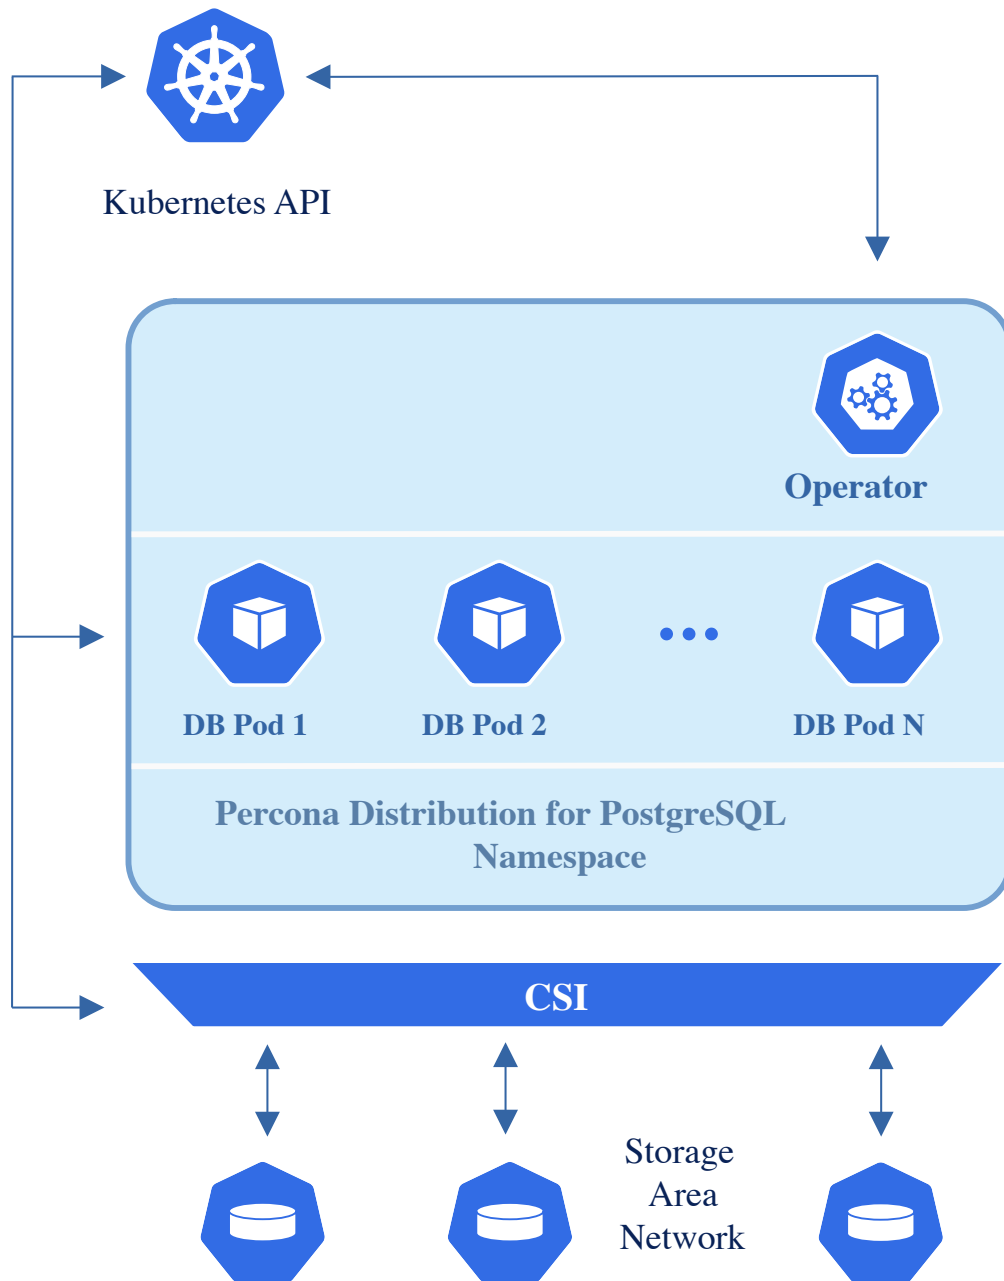 Kubernetes API
Operator
DB Pod 1
DB Pod 2
DB Pod N
Percona Distribution for PostgreSQL
Namespace
CSI
Storage
Area
Network